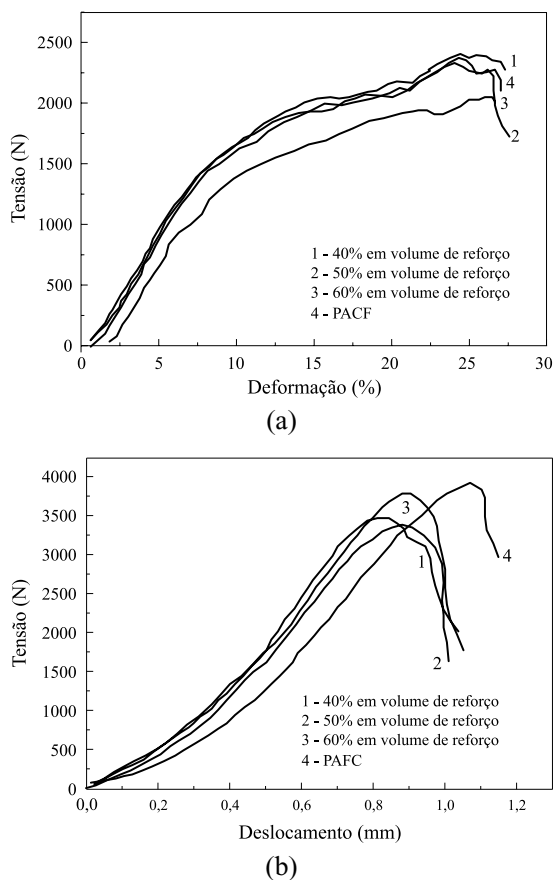 2500
2000
1500
1000
500
0
Tensão (N)
1
4
3
2
1 - 40% em volume de reforço
2 - 50% em volume de reforço
3 - 60% em volume de reforço
4 - PACF
0 5 10 15 20 25 30
Deformação (%)
(a)
4000
3500
3000
2500
2000
1500
1000
500
0
Tensão (N)
3
1
4
2
1 - 40% em volume de reforço
2 - 50% em volume de reforço
3 - 60% em volume de reforço
4 - PAFC
0,0 0,2 0,4 0,6 0,8 1,0 1,2
Deslocamento (mm)
(b)